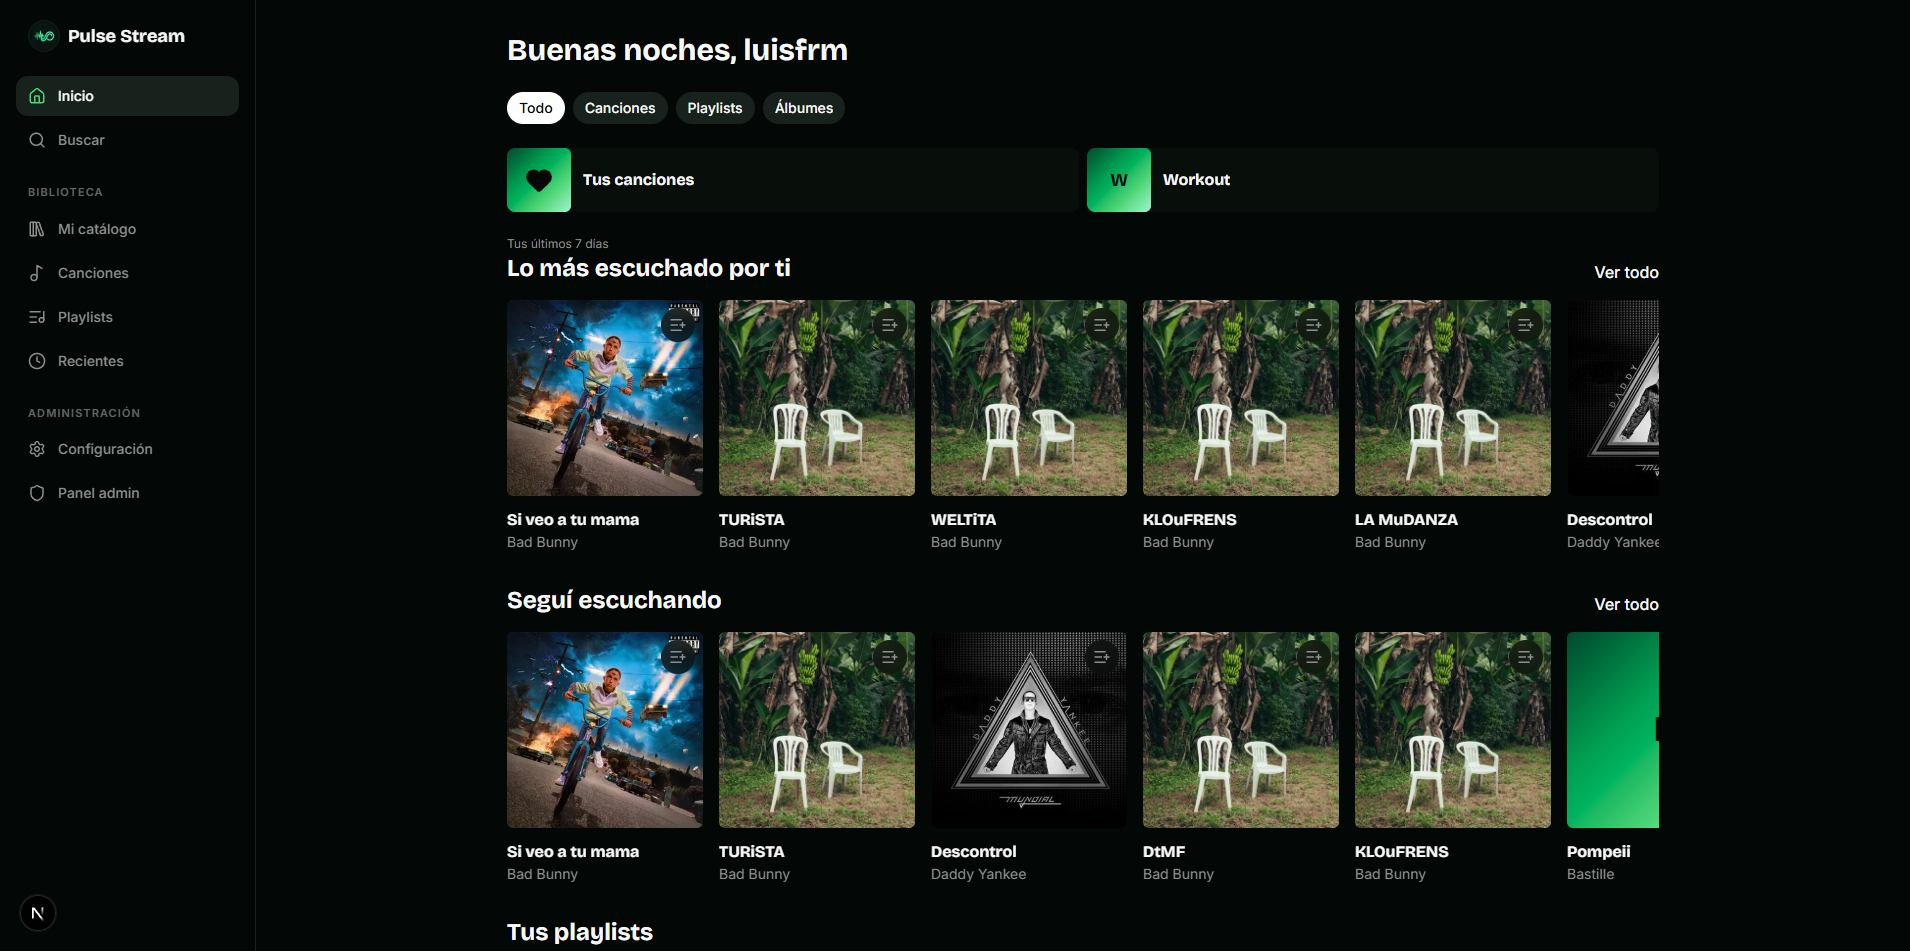 Pulse Stream
Inicio
Buscar
BIBLIOTECA
Mi catálogo
Canciones
Playlists
Recientes
ADMINISTRACIÓN
Configuración
Panel admin
N
Buenas noches, luisfrm
Todo
Canciones
Playlists
Álbumes
Tus canciones
W
Workout
Tus últimos 7 días
Lo más escuchado por ti
Ver todo
PARENTAL
DADDY
Si veo a tu mama
Bad Bunny
TURiSTA
Bad Bunny
WELTiTA
Bad Bunny
KLOuFRENS
Bad Bunny
LA MuDANZA
Bad Bunny
Descontrol
Daddy Yankee
Seguí escuchando
Ver todo
PARENTAL
DADDY YANKEE
MUNDIAL
Si veo a tu mama
Bad Bunny
TURiSTA
Bad Bunny
Descontrol
Daddy Yankee
DtMF
Bad Bunny
KLOuFRENS
Bad Bunny
Pompeii
Bastille
Tus playlists